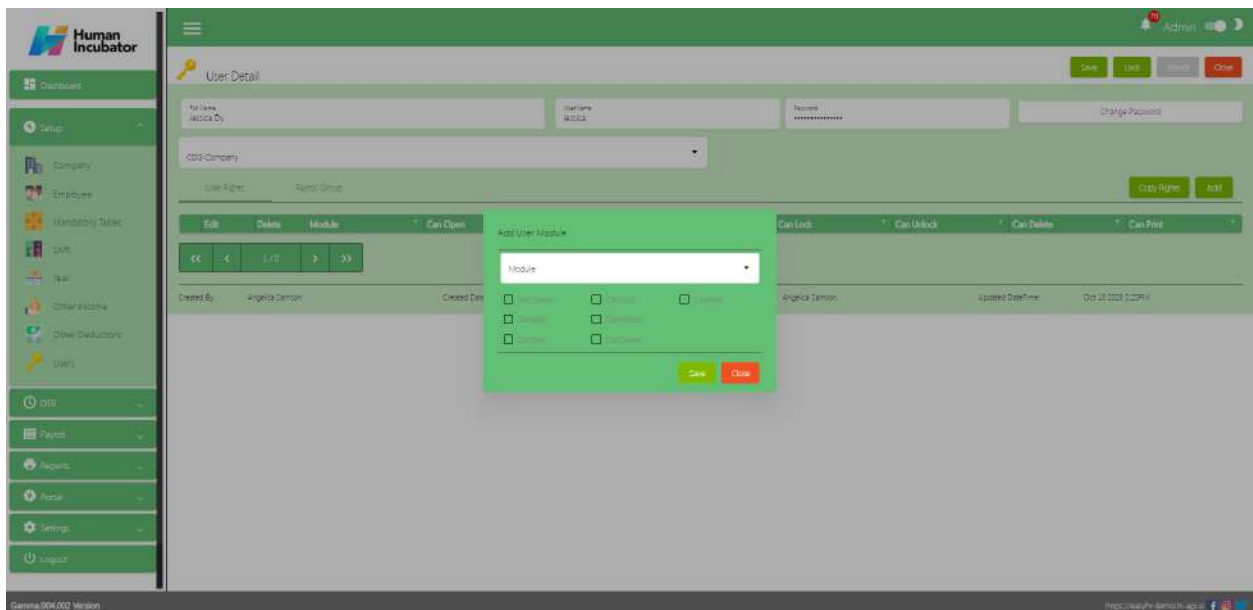 Human
Incubator
Admin
User Detail
Save Lock Close
Dashboard
Full Name
Jessica Dy
UserName
Jessica
Password
Change Password
Setup
CDG Company
Company
User Rights Payroll Group
Copy Rights Add
Employee
Mandatory Tables
Edit Delete Module Can Open Can Lock Can Unlock Can Delete Can Print
Add User Module
Shift
<< < 1 / 0 > >>
Module
Year
Created By Angelica Samson Angelica Samson Updated DateTime
Other Income
Other Deductions
Users
Save Close
DTR
Payroll
Reports
Portal
Settings
Logout
Gamma.004.002 Version